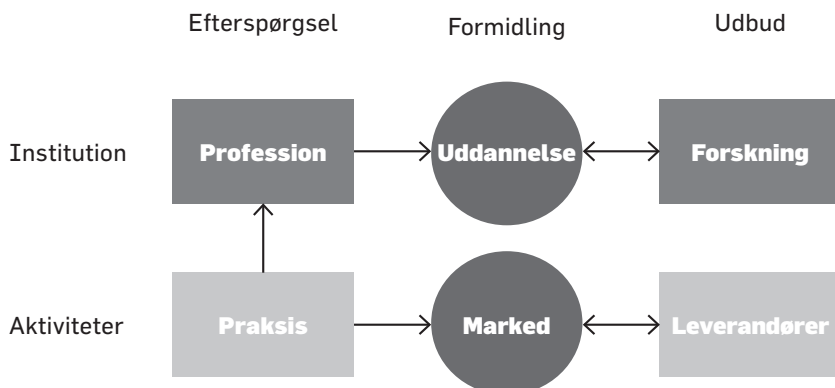 Efterspørgsel Formidling Udbud
Institution Profession Uddannelse Forskning
Aktiviteter Praksis Marked Leverandører